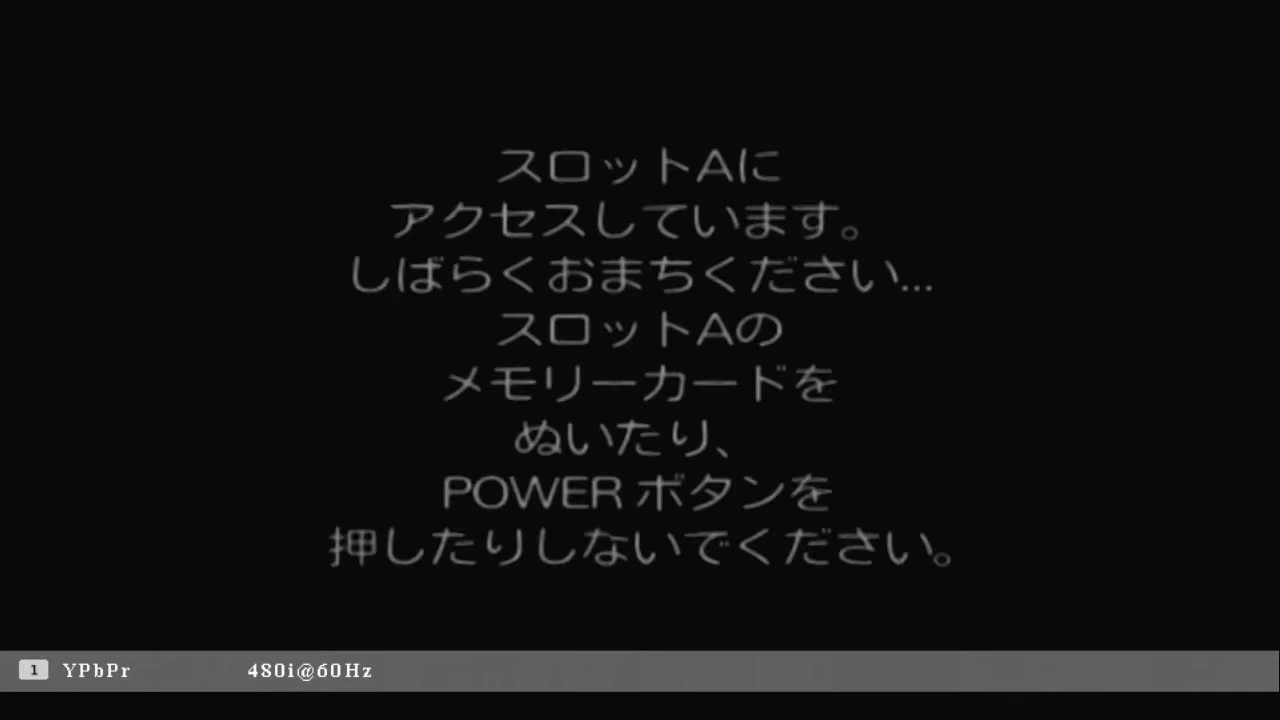 スロットAに
アクセスしています。
しばらくおまちください...
スロットAの
メモリーカードを
ぬいたり、
POWER ボタンを
押したりしないでください。
1 YPbPr 480i@60Hz